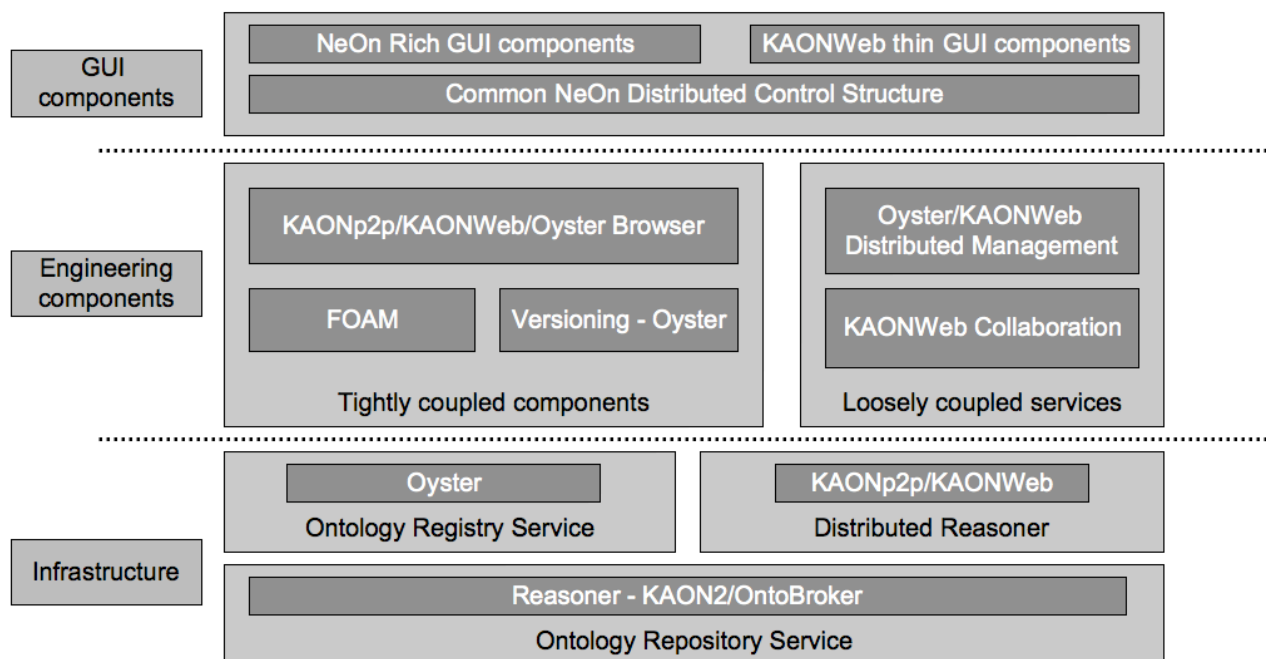 NeOn Rich GUI components
KAONWeb thin GUI components
GUI
components
Common NeOn Distributed Control Structure
KAONp2p/KAONWeb/Oyster Browser
Oyster/KAONWeb
Distributed Management
Engineering
components
FOAM
Versioning - Oyster
KAONWeb Collaboration
Tightly coupled components
Loosely coupled services
Oyster
KAONp2p/KAONWeb
Ontology Registry Service
Distributed Reasoner
Infrastructure
Reasoner - KAON2/OntoBroker
Ontology Repository Service